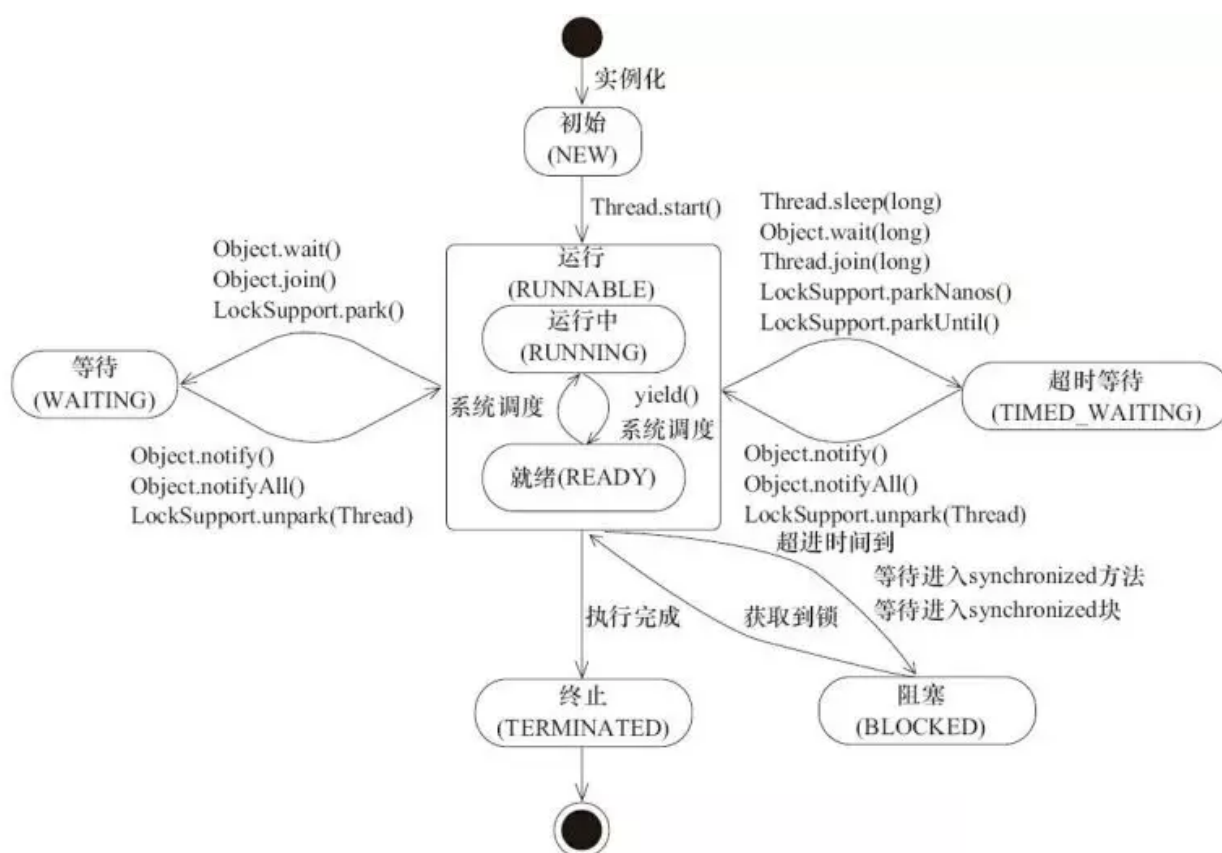 实例化
初始
(NEW)
Thread.start()
Thread.sleep(long)
Object.wait(long)
Thread.join(long)
LockSupport.parkNanos()
LockSupport.parkUntil()
Object.wait()
Object.join()
LockSupport.park()
运行
(RUNNABLE)
运行中
(RUNNING)
等待
(WAITING)
超时等待
(TIMED_WAITING)
系统调度
yield()
系统调度
就绪(READY)
Object.notify()
Object.notifyAll()
LockSupport.unpark(Thread)
Object.notify()
Object.notifyAll()
LockSupport.unpark(Thread)
超进时间到
等待进入synchronized方法
等待进入synchronized块
执行完成
获取到锁
终止
(TERMINATED)
阻塞
(BLOCKED)